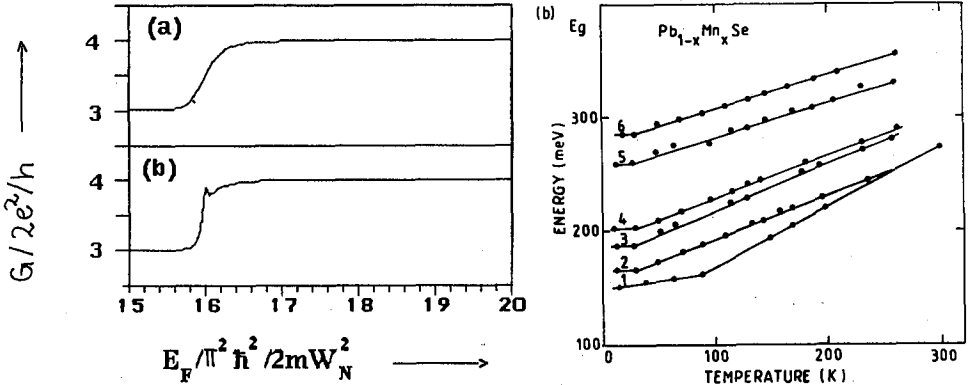 G/2e²/h
(a)
4
3
(b)
4
3
15 16 17 18 19 20
E_F/π²ħ²/2mW_N²
(b)
Eg
Pb₁₋ₓMnₓSe
ENERGY (meV)
300
200
100
6
5
4
3
2
1
0 100 200 300
TEMPERATURE (K)